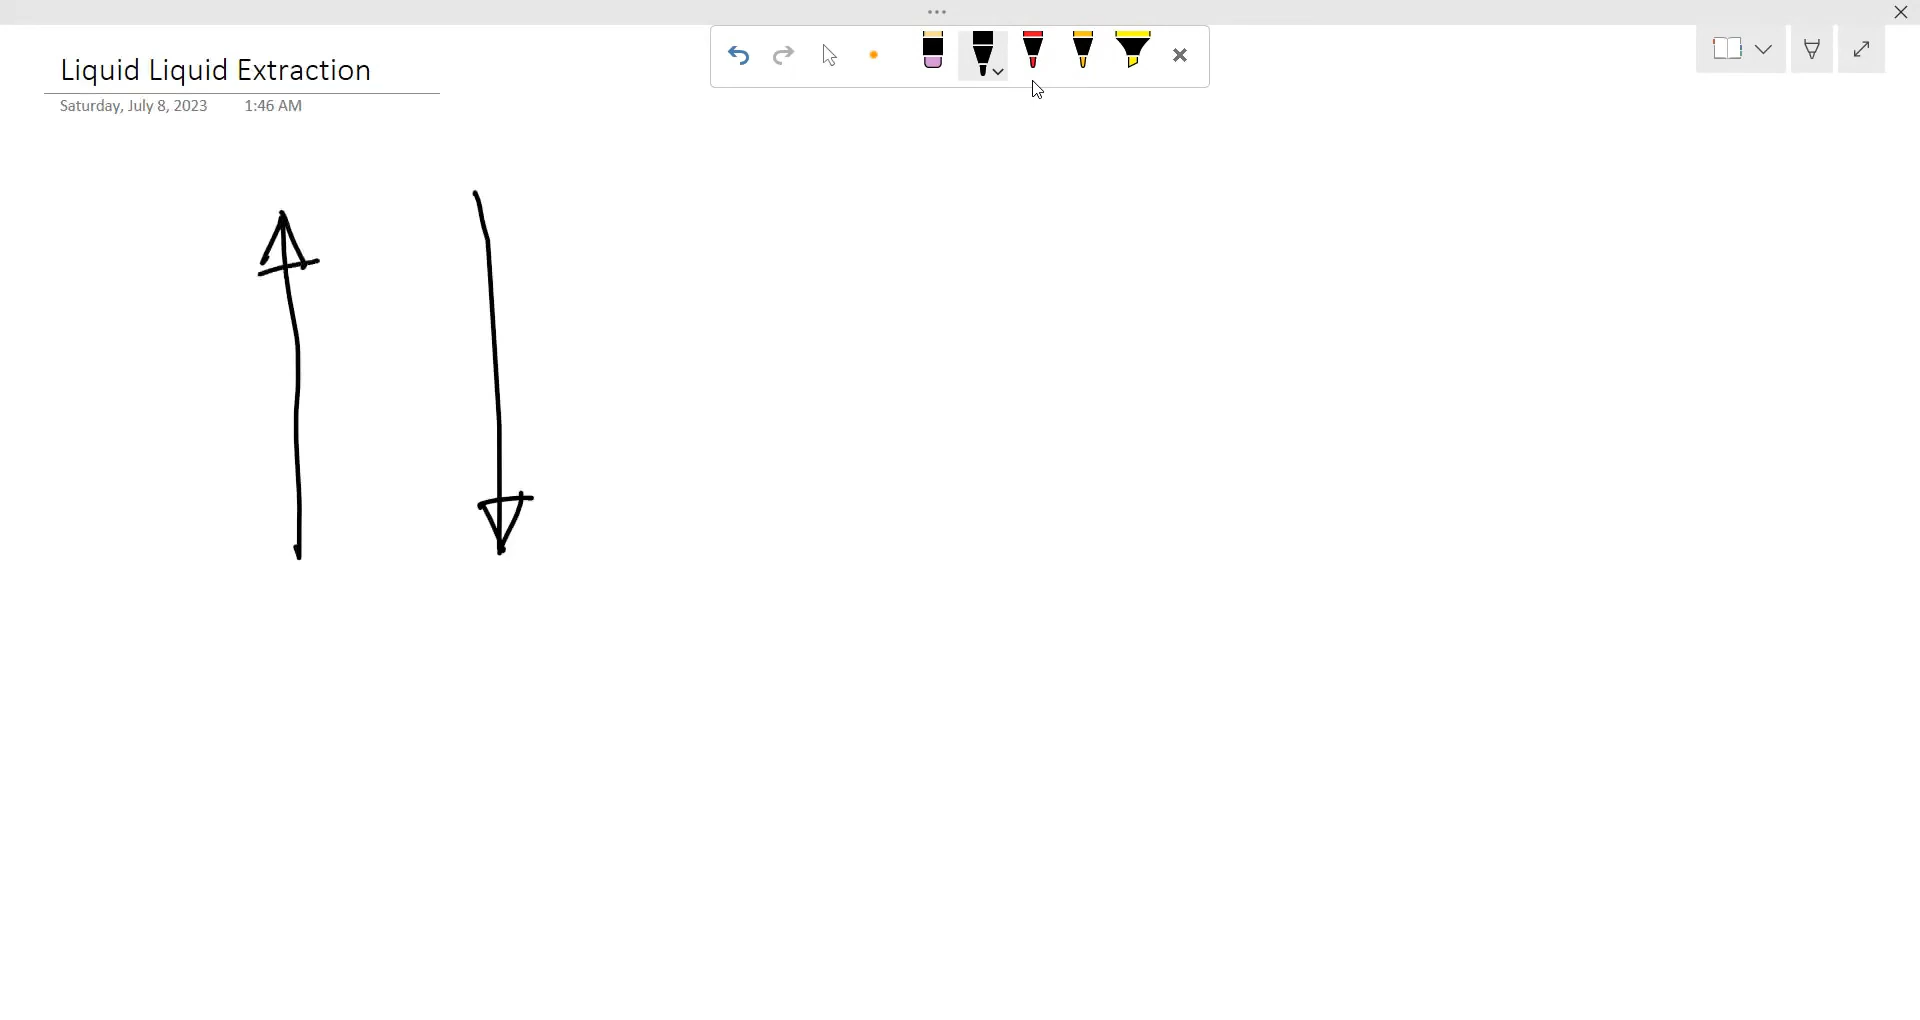 Liquid Liquid Extraction
Saturday, July 8, 2023 1:46 AM